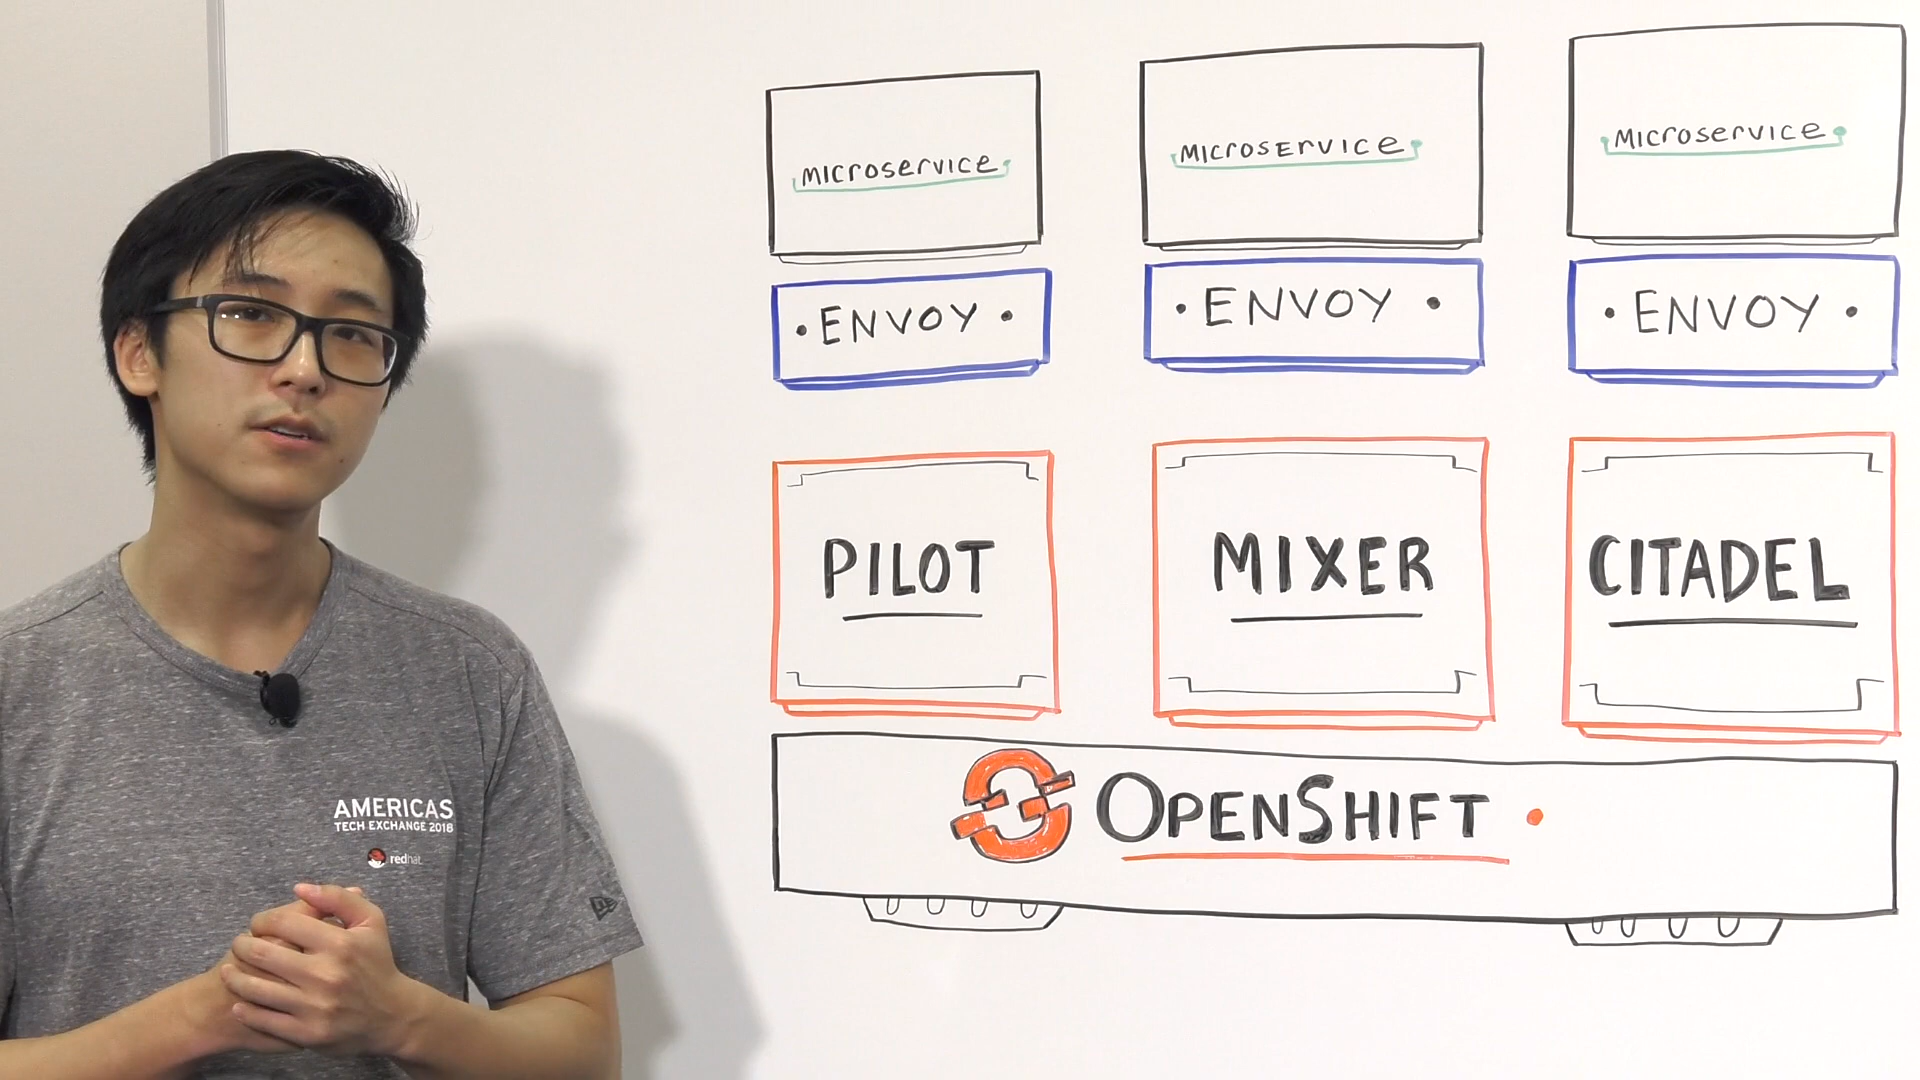 MICROSERVICE
MICROSERVICE
MICROSERVICE
• ENVOY •
• ENVOY •
• ENVOY •
PILOT
MIXER
CITADEL
OPENSHIFT
AMERICAS
TECH EXCHANGE 2018
redhat